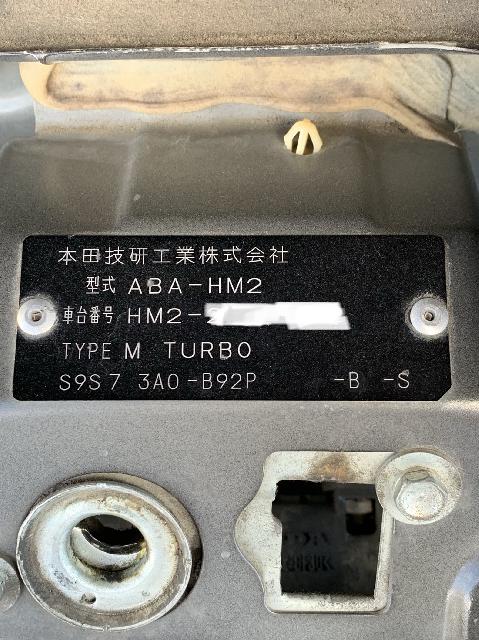 本田技研工業株式会社
型式 ABA-HM2
車台番号 HM2-
TYPE M TURBO
S9S7 3A0-B92P -B -S